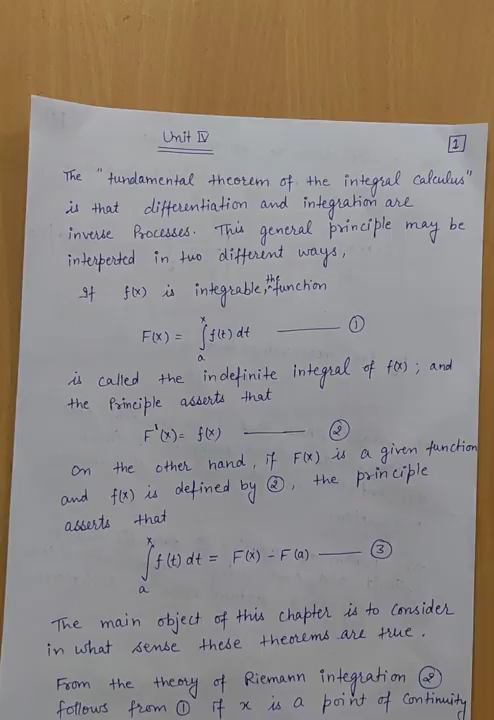 Unit IV
1
The "fundamental theorem of the integral calculus"
is that differentiation and integration are
inverse Processes. This general principle may be
interperted in two different ways,
If f(x) is integrable, the function
F(x) = ∫ₐˣ f(t) dt —— ①
is called the indefinite integral of f(x) ; and
the Principle asserts that
F'(x) = f(x) —— ②
On the other hand, if F(x) is a given function
and f(x) is defined by ②, the principle
asserts that
∫ₐˣ f(t) dt = F(x) - F(a) —— ③
The main object of this chapter is to consider
in what sense these theorems are true.
From the theory of Riemann integration ②
follows from ① if x is a point of continuity